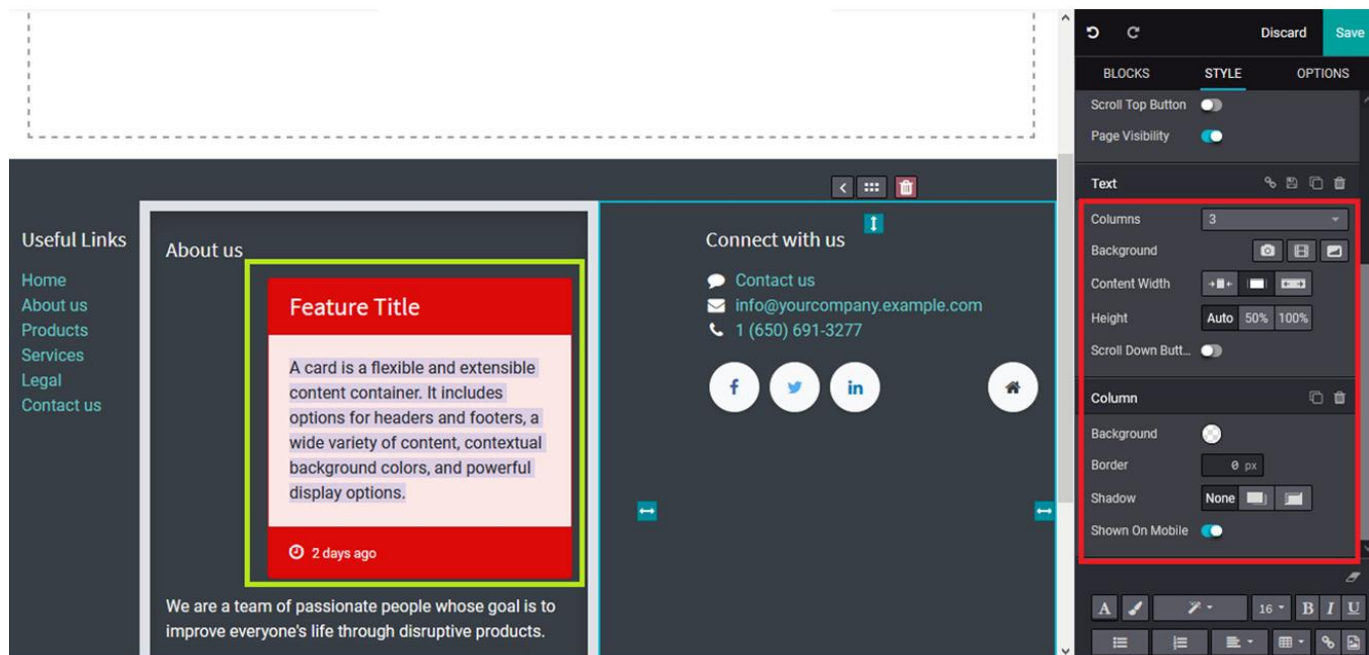 Discard Save
BLOCKS STYLE OPTIONS
Scroll Top Button
Page Visibility
Text
Columns 3
Background
Content Width
Height Auto 50% 100%
Scroll Down Butt...
Column
Background
Border 0 px
Shadow None
Shown On Mobile
A 16 B I U
Useful Links
Home
About us
Products
Services
Legal
Contact us
About us
Feature Title
A card is a flexible and extensible
content container. It includes
options for headers and footers, a
wide variety of content, contextual
background colors, and powerful
display options.
2 days ago
We are a team of passionate people whose goal is to
improve everyone's life through disruptive products.
Connect with us
Contact us
info@yourcompany.example.com
1 (650) 691-3277
f in